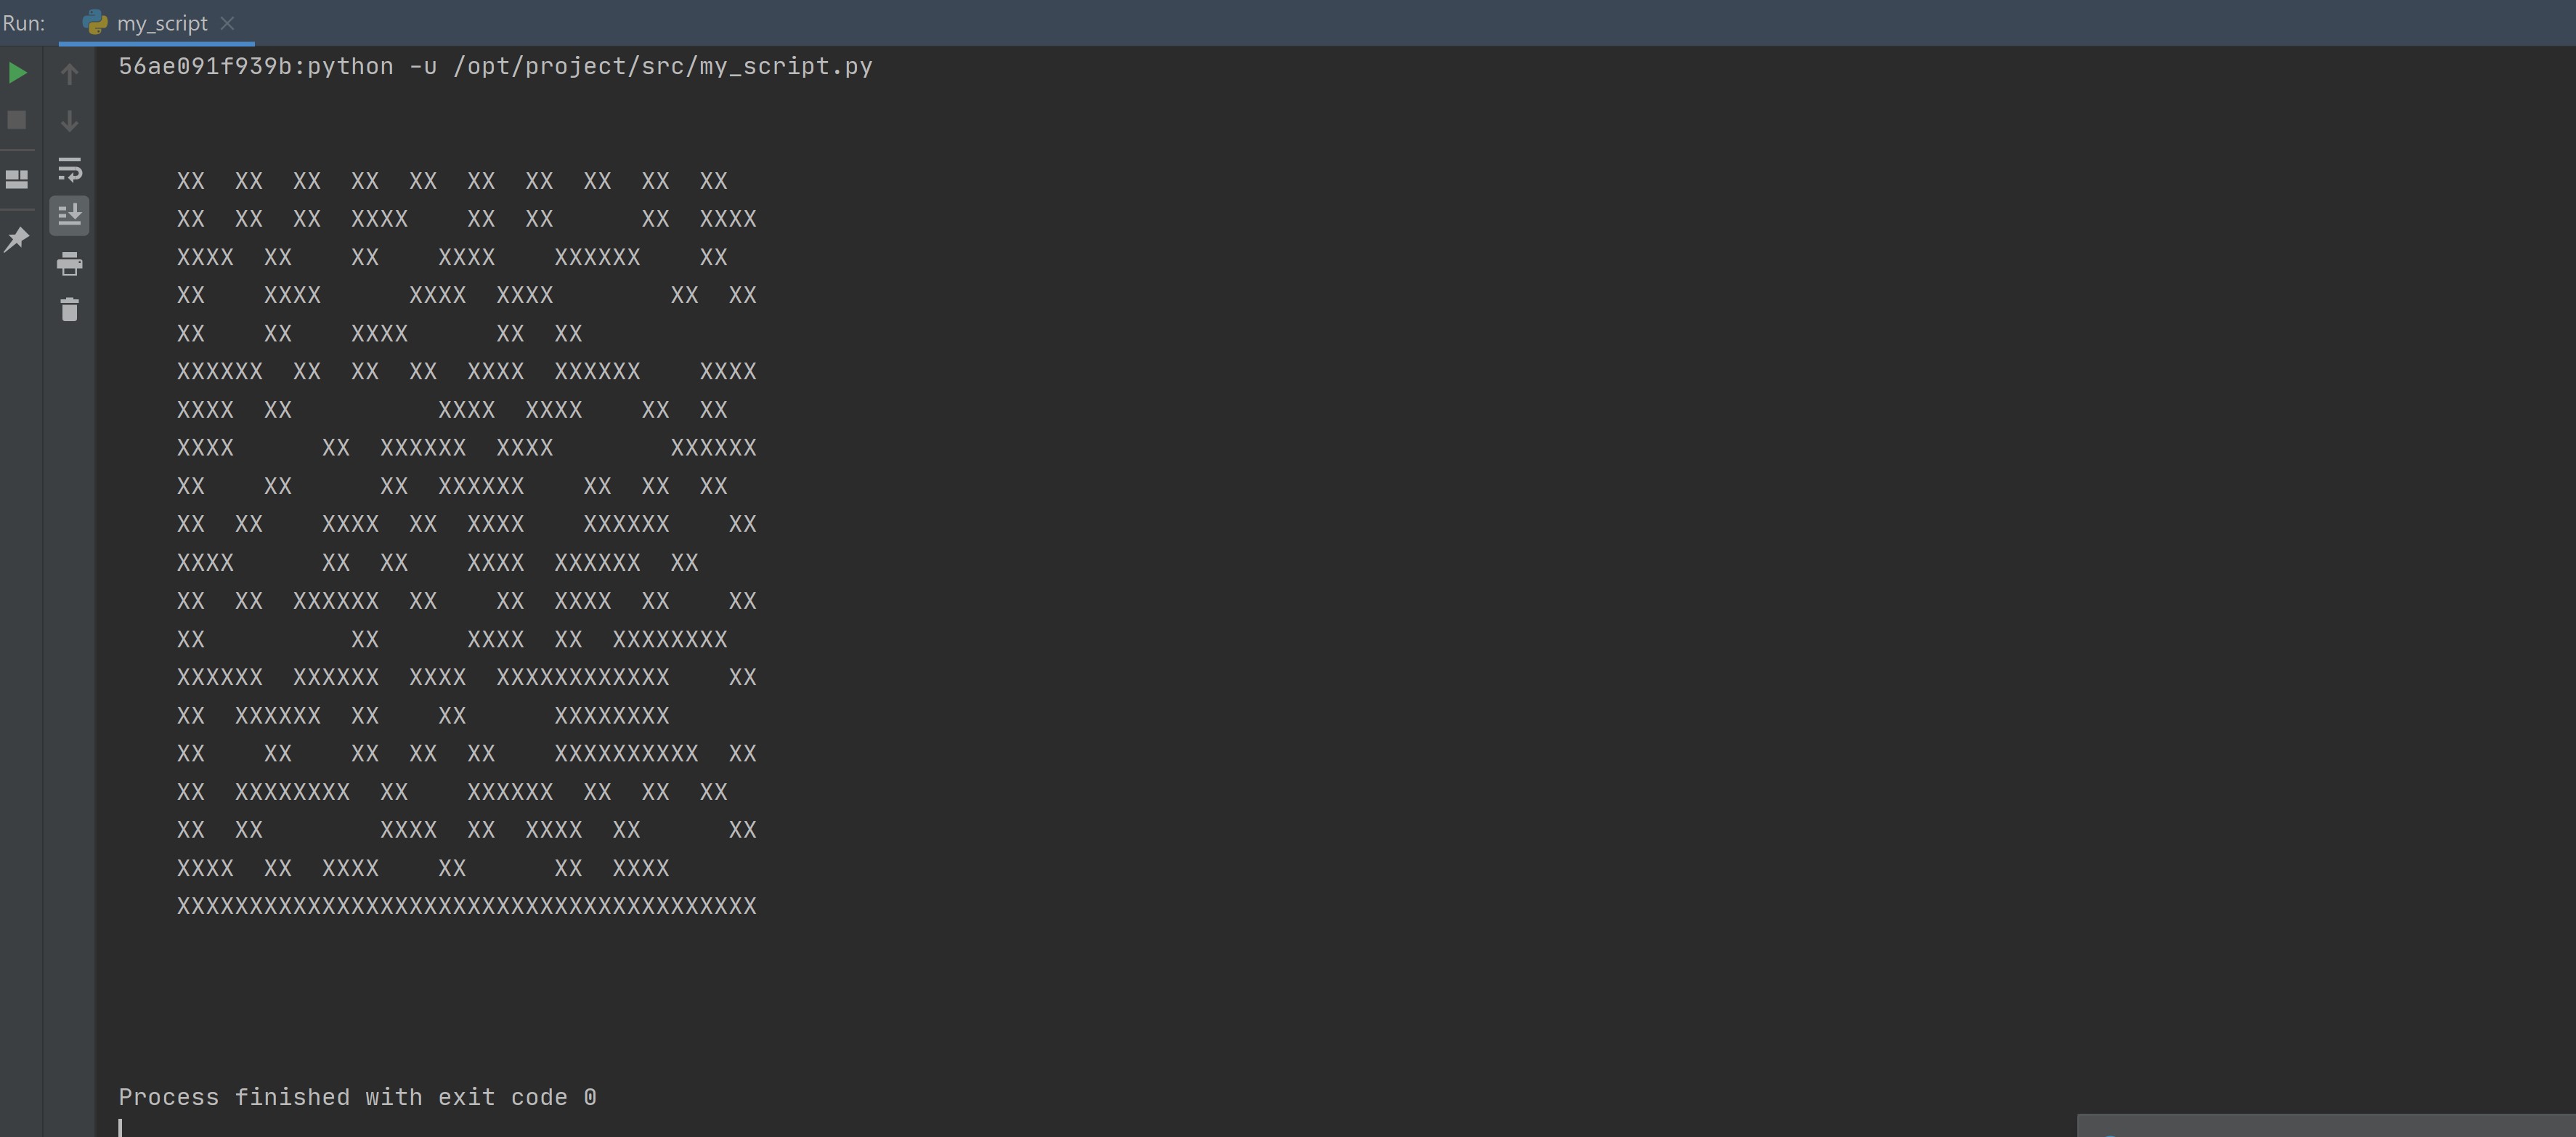 Run: my_script
56ae091f939b:python -u /opt/project/src/my_script.py
    XX  XX  XX  XX  XX  XX  XX  XX  XX  XX
    XX  XX  XX  XXXX    XX  XX      XX  XXXX
    XXXX  XX    XX    XXXX    XXXXXX    XX
    XX    XXXX      XXXX  XXXX        XX  XX
    XX    XX    XXXX      XX  XX
    XXXXXX  XX  XX  XX  XXXX  XXXXXX    XXXX
    XXXX  XX          XXXX  XXXX    XX  XX
    XXXX      XX  XXXXXX  XXXX        XXXXXX
    XX    XX      XX  XXXXXX    XX  XX  XX
    XX  XX    XXXX  XX  XXXX    XXXXXX    XX
    XXXX      XX  XX    XXXX  XXXXXX  XX
    XX  XX  XXXXXX  XX    XX  XXXX  XX    XX
    XX          XX      XXXX  XX  XXXXXXXX
    XXXXXX  XXXXXX  XXXX  XXXXXXXXXXXX    XX
    XX  XXXXXX  XX    XX      XXXXXXXX
    XX    XX    XX  XX  XX    XXXXXXXXXX  XX
    XX  XXXXXXXX  XX    XXXXXX  XX  XX  XX
    XX  XX        XXXX  XX  XXXX  XX      XX
    XXXX  XX  XXXX    XX      XX  XXXX
    XXXXXXXXXXXXXXXXXXXXXXXXXXXXXXXXXXXXXXXX
Process finished with exit code 0